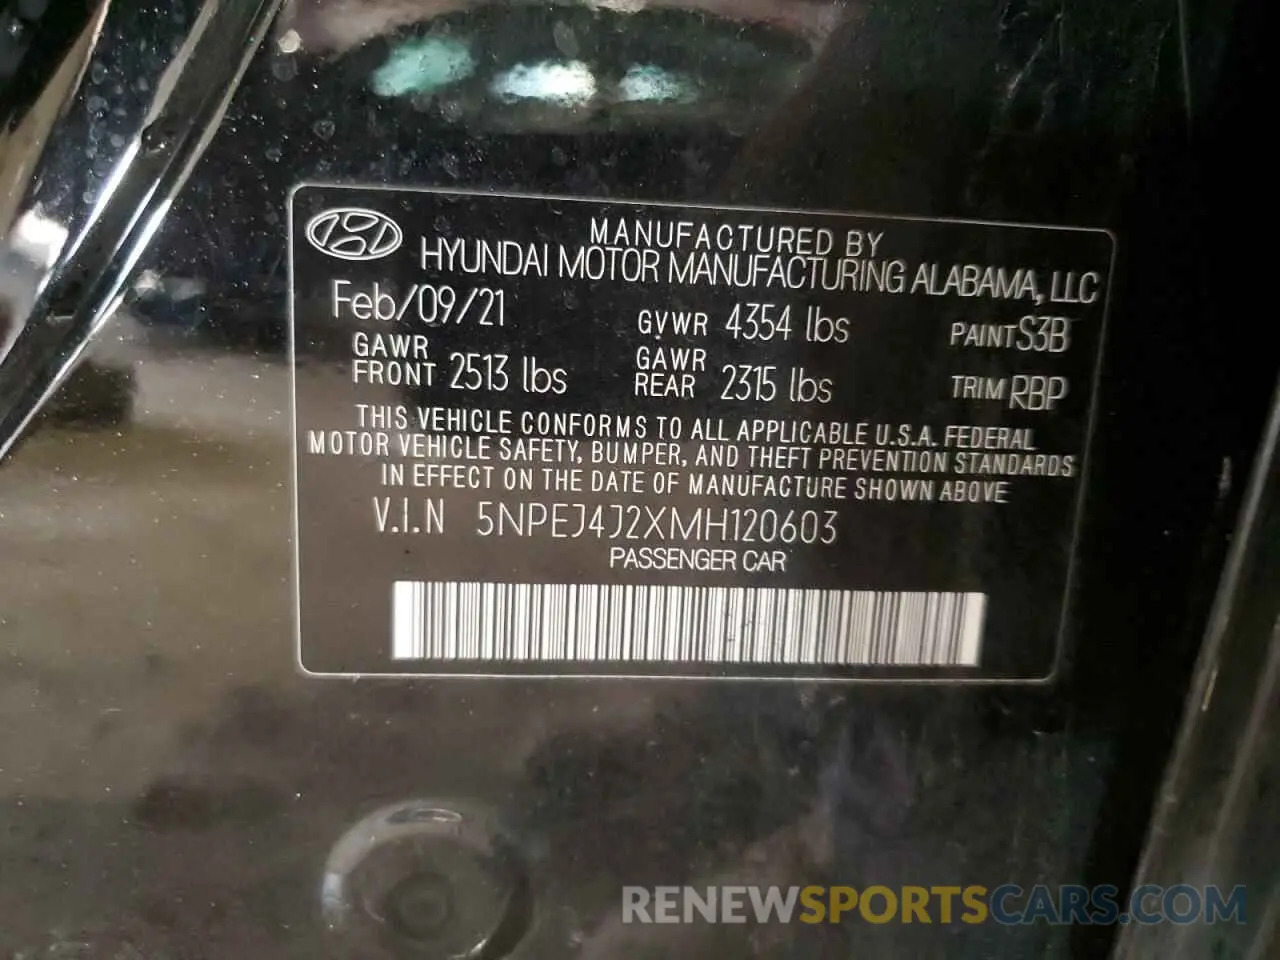 MANUFACTURED BY
HYUNDAI MOTOR MANUFACTURING ALABAMA, LLC
Feb/09/21 GVWR 4354 lbs PAINT S3B
GAWR FRONT 2513 lbs GAWR REAR 2315 lbs TRIM RBP
THIS VEHICLE CONFORMS TO ALL APPLICABLE U.S.A. FEDERAL
MOTOR VEHICLE SAFETY, BUMPER, AND THEFT PREVENTION STANDARDS
IN EFFECT ON THE DATE OF MANUFACTURE SHOWN ABOVE
V.I.N 5NPEJ4J2XMH120603
PASSENGER CAR
RENEWSPORTSCARS.COM